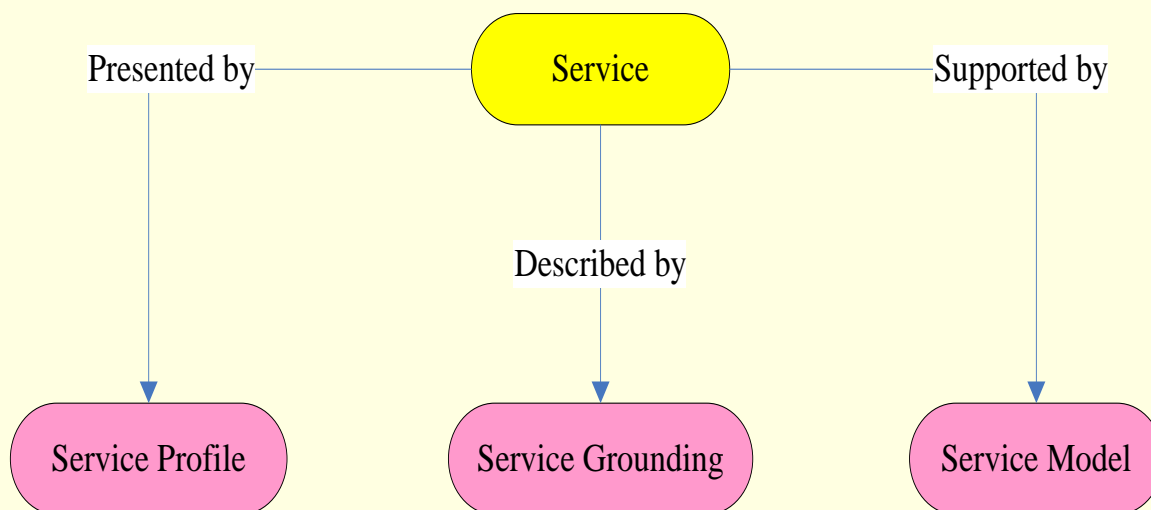 Service
Presented by
Supported by
Described by
Service Profile
Service Grounding
Service Model